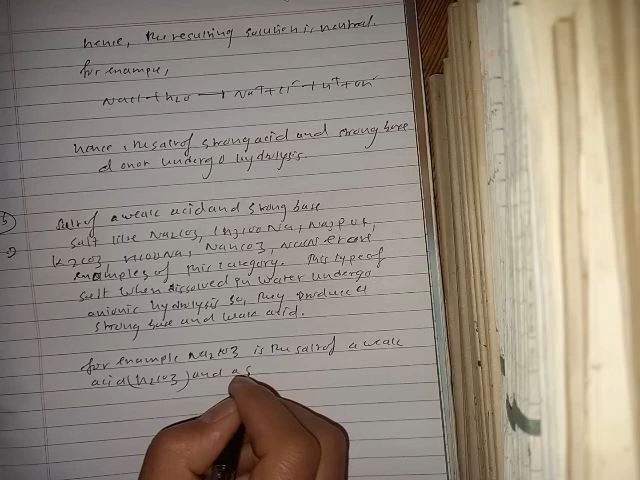 hence, the resulting solution is neutral.
for example,
NaCl + H2O → Na+ + Cl- + H+ + OH-
hence, the salt of strong acid and strong base
do not undergo hydrolysis.
5
Salt of a weak acid and strong base
⇒ Salt like Na2CO3, CH3COONa, Na3PO4,
K2CO3, HCOONa, NaHCO3, NaCN etc are
examples of this category. This type of
salt when dissolved in water undergo
anionic hydrolysis so, they produce a
strong base and weak acid.
for example Na2CO3 is the salt of a weak
acid (H2CO3) and a s